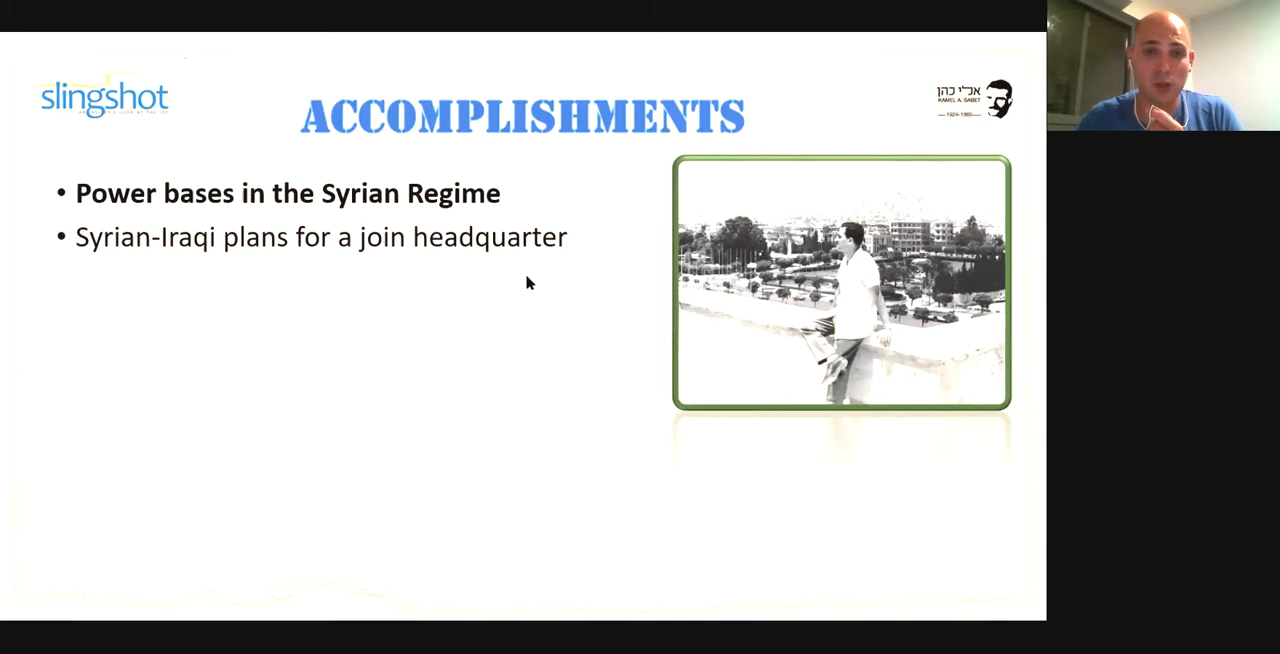 slingshot
ACCOMPLISHMENTS
אלי כהן
KAMEL A. SABET
1924-1965
• Power bases in the Syrian Regime
• Syrian-Iraqi plans for a join headquarter